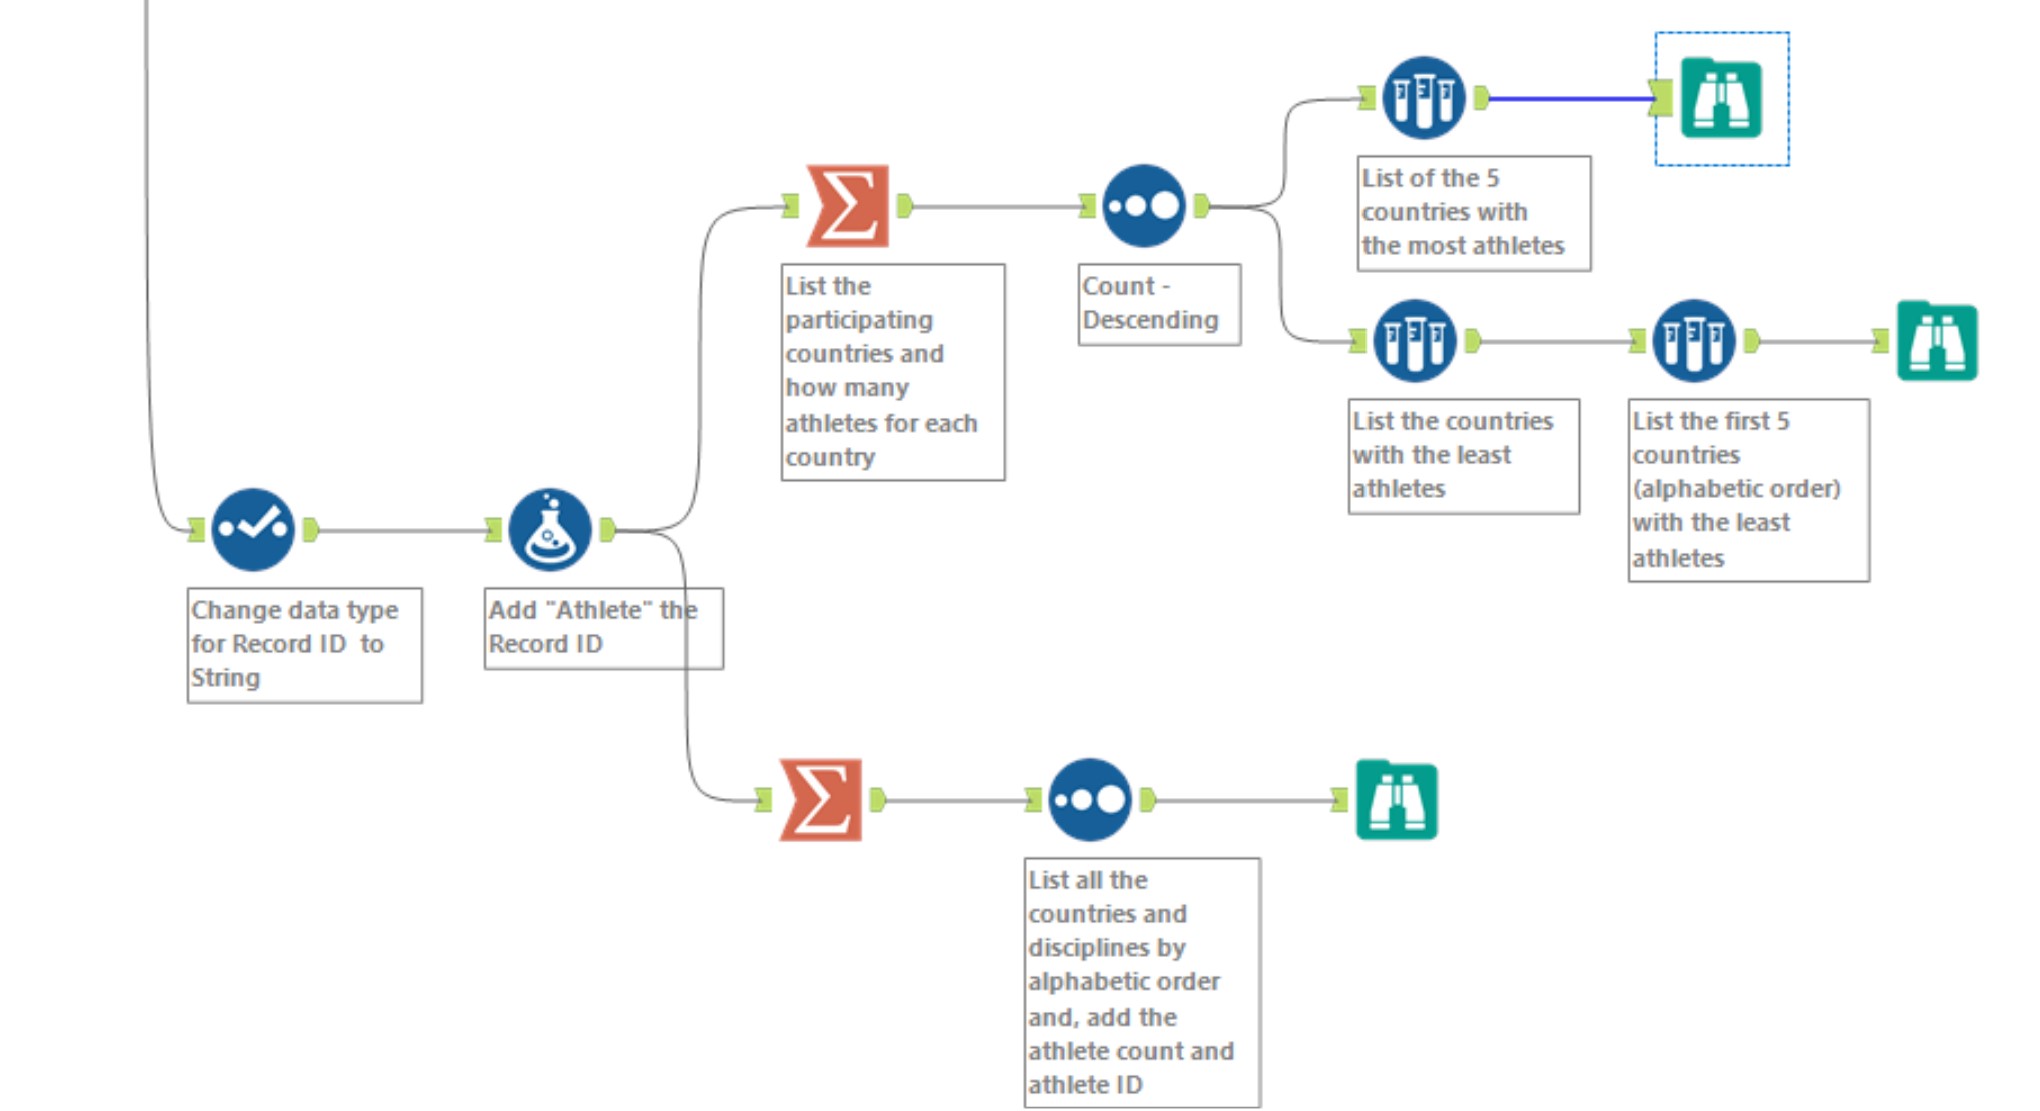 List of the 5
countries with
the most athletes
List the
participating
countries and
how many
athletes for each
country
Count -
Descending
List the countries
with the least
athletes
List the first 5
countries
(alphabetic order)
with the least
athletes
Change data type
for Record ID  to
String
Add "Athlete" the
Record ID
List all the
countries and
disciplines by
alphabetic order
and, add the
athlete count and
athlete ID